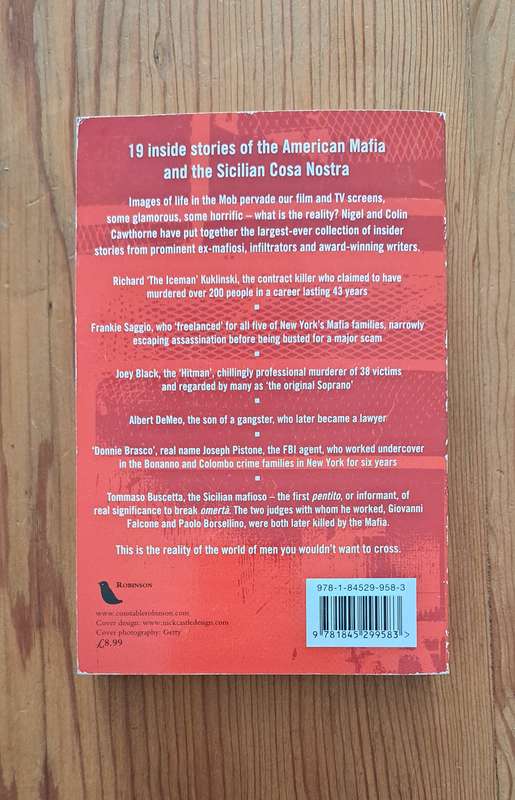 19 inside stories of the American Mafia
and the Sicilian Cosa Nostra
Images of life in the Mob pervade our film and TV screens,
some glamorous, some horrific – what is the reality? Nigel and Colin
Cawthorne have put together the largest-ever collection of insider
stories from prominent ex-mafiosi, infiltrators and award-winning writers.
Richard 'The Iceman' Kuklinski, the contract killer who claimed to have
murdered over 200 people in a career lasting 43 years
Frankie Saggio, who 'freelanced' for all five of New York's Mafia families, narrowly
escaping assassination before being busted for a major scam
Joey Black, the 'Hitman', chillingly professional murderer of 38 victims
and regarded by many as 'the original Soprano'
Albert DeMeo, the son of a gangster, who later became a lawyer
'Donnie Brasco', real name Joseph Pistone, the FBI agent, who worked undercover
in the Bonanno and Colombo crime families in New York for six years
Tommaso Buscetta, the Sicilian mafioso – the first pentito, or informant, of
real significance to break omertà. The two judges with whom he worked, Giovanni
Falcone and Paolo Borsellino, were both later killed by the Mafia.
This is the reality of the world of men you wouldn't want to cross.
ROBINSON
www.constablerobinson.com
Cover design: www.nickcastledesign.com
Cover photography: Getty
£8.99
978-1-84529-958-3
9 781845 299583 >